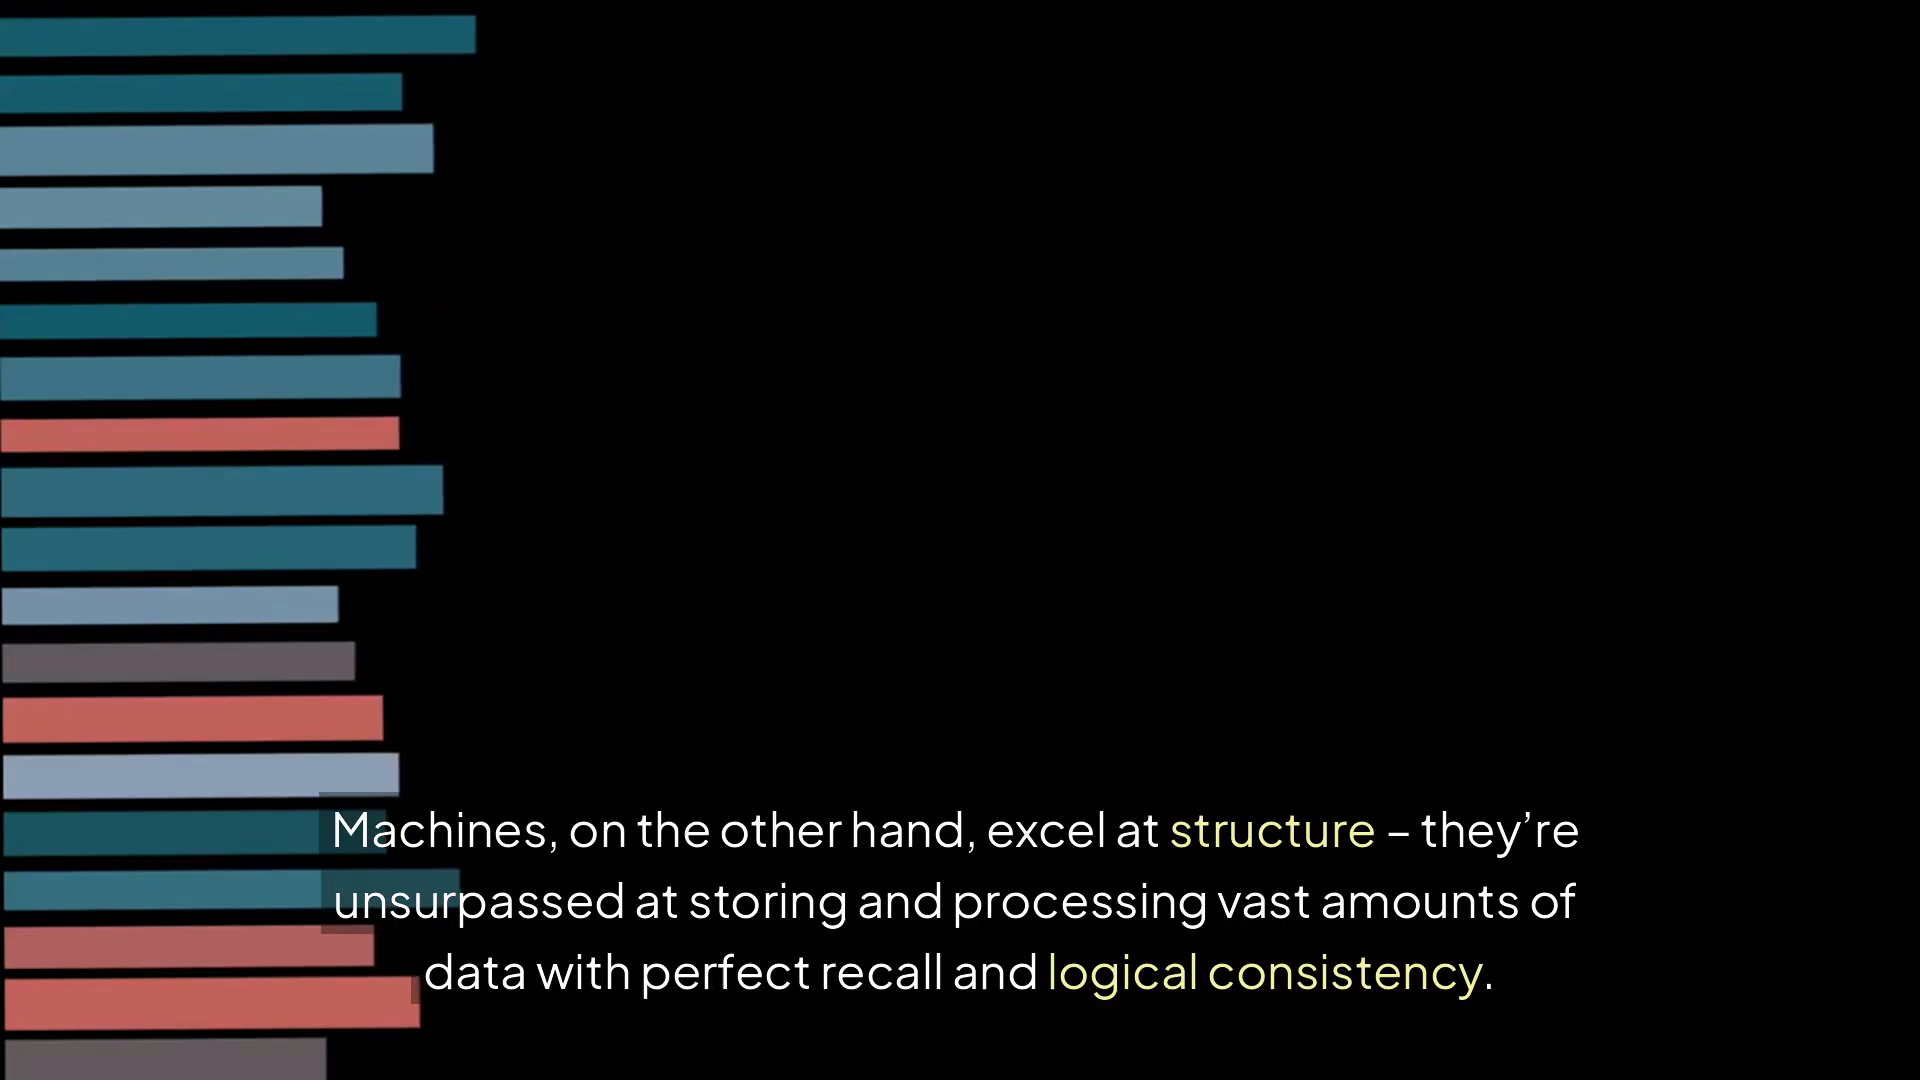 Machines, on the other hand, excel at structure – they’re
unsurpassed at storing and processing vast amounts of
data with perfect recall and logical consistency.